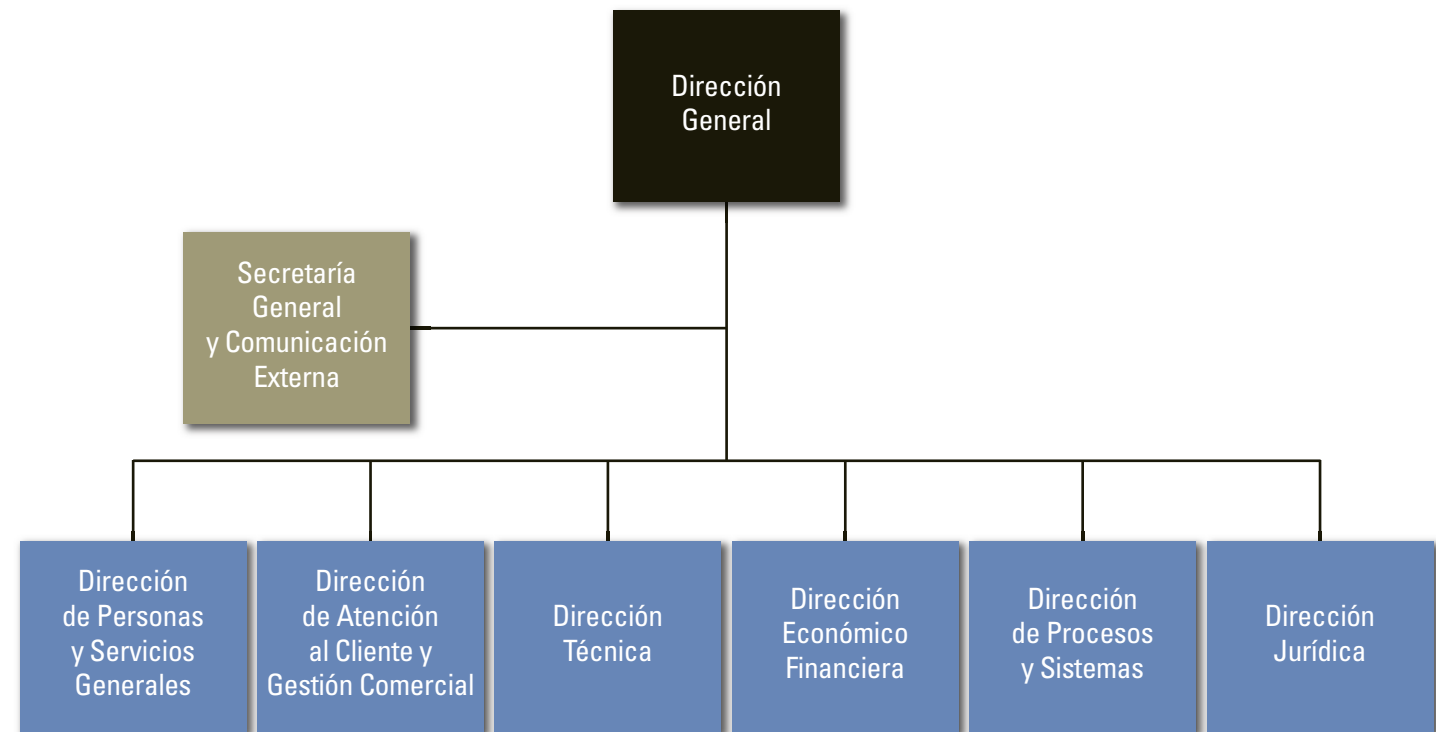 Dirección
General
Secretaría
General
y Comunicación
Externa
Dirección
de Personas
y Servicios
Generales
Dirección
de Atención
al Cliente y
Gestión Comercial
Dirección
Técnica
Dirección
Económico
Financiera
Dirección
de Procesos
y Sistemas
Dirección
Jurídica